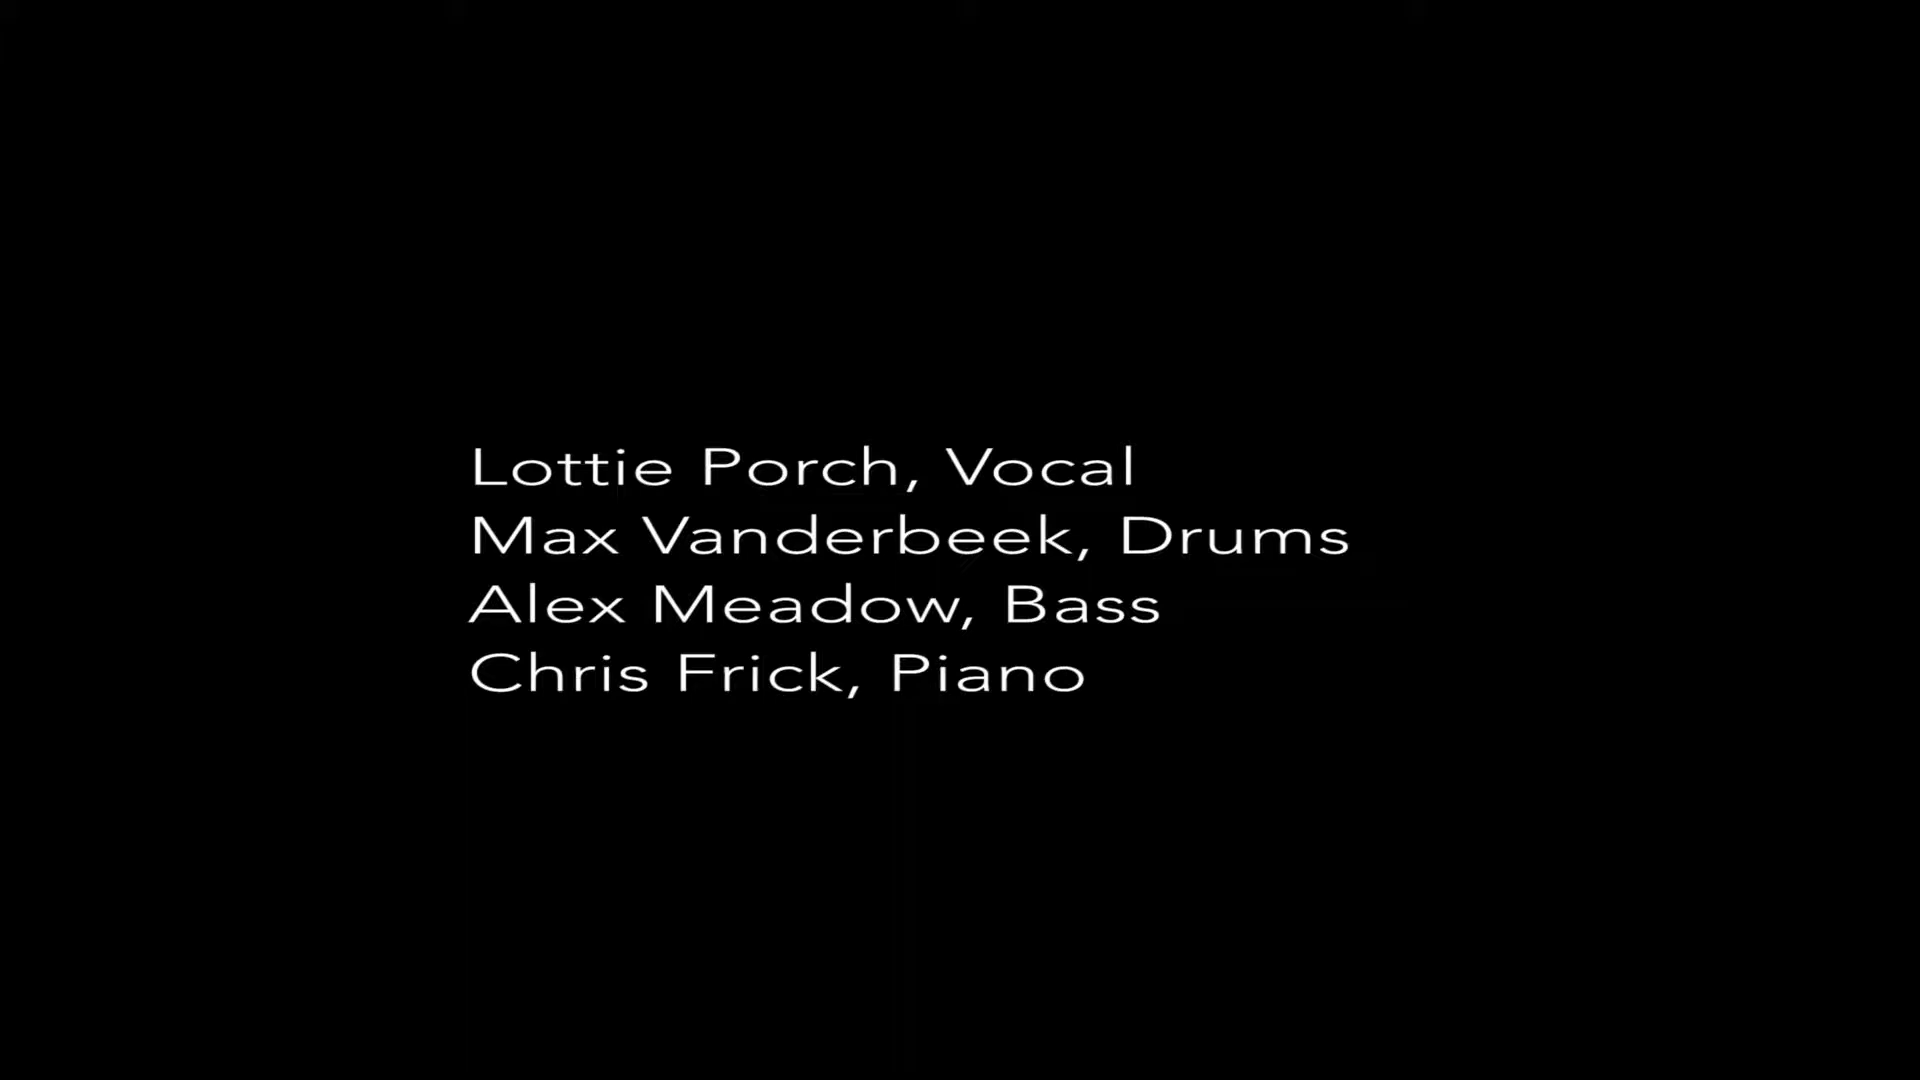 Lottie Porch, Vocal
Max Vanderbeek, Drums
Alex Meadow, Bass
Chris Frick, Piano